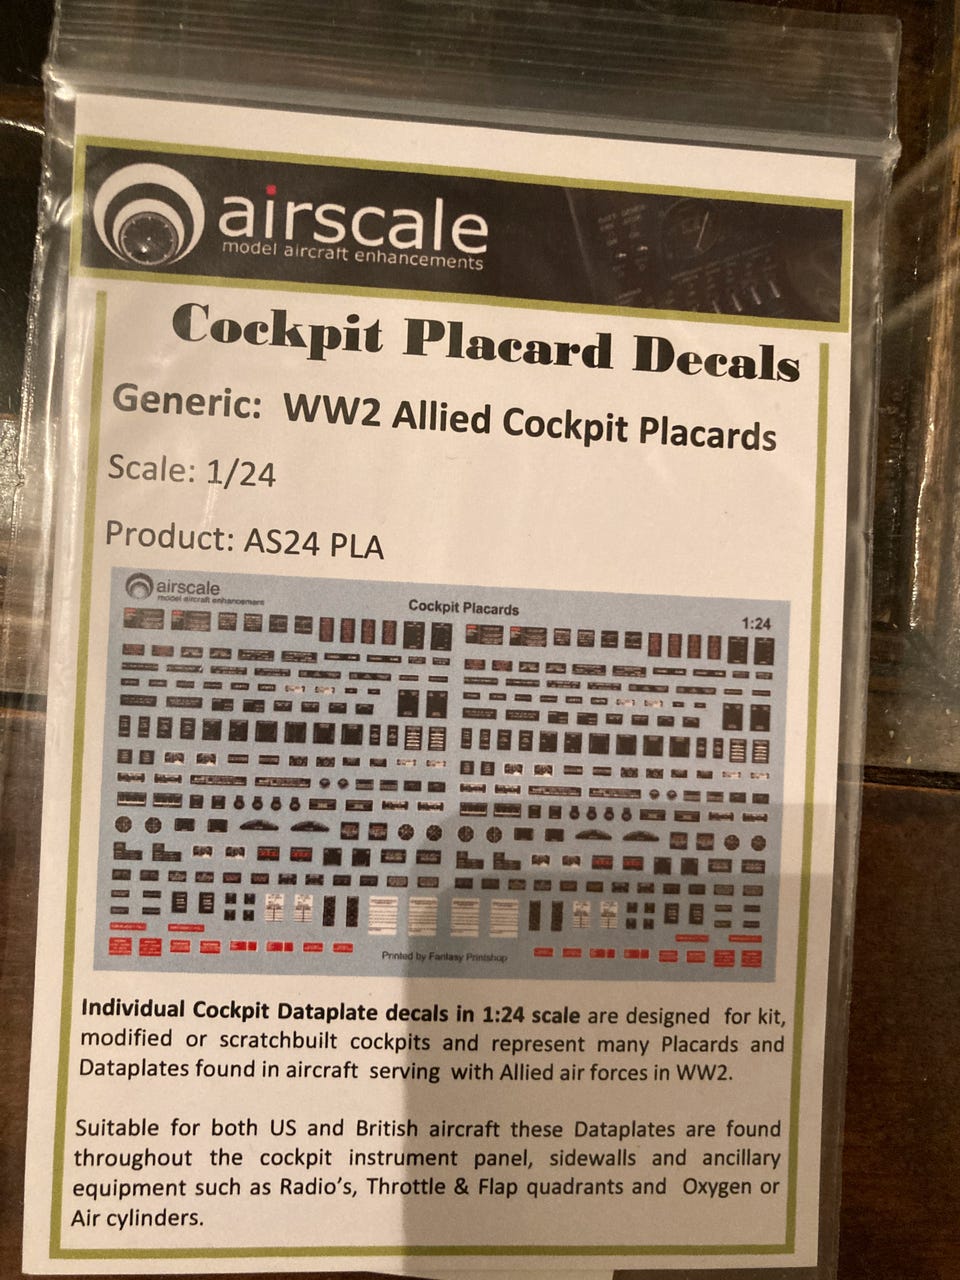 airscale
model aircraft enhancements
Cockpit Placard Decals
Generic: WW2 Allied Cockpit Placards
Scale: 1/24
Product: AS24 PLA
airscale
model aircraft enhancement
Cockpit Placards
1:24
Printed by Fantasy Printshop
Individual Cockpit Dataplate decals in 1:24 scale are designed for kit,
modified or scratchbuilt cockpits and represent many Placards and
Dataplates found in aircraft serving with Allied air forces in WW2.
Suitable for both US and British aircraft these Dataplates are found
throughout the cockpit instrument panel, sidewalls and ancillary
equipment such as Radio's, Throttle & Flap quadrants and Oxygen or
Air cylinders.